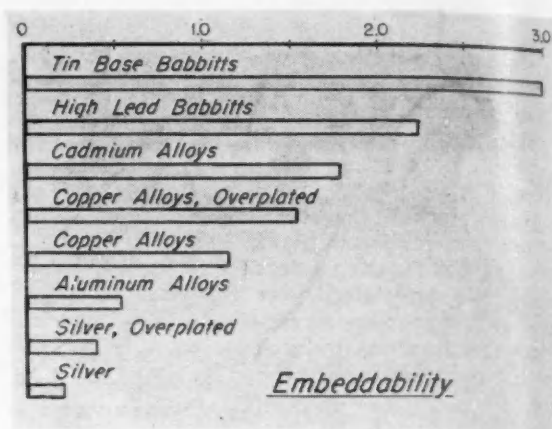 0 1.0 2.0 3.0
Tin Base Babbitts
High Lead Babbitts
Cadmium Alloys
Copper Alloys, Overplated
Copper Alloys
Aluminum Alloys
Silver, Overplated
Silver
Embeddability